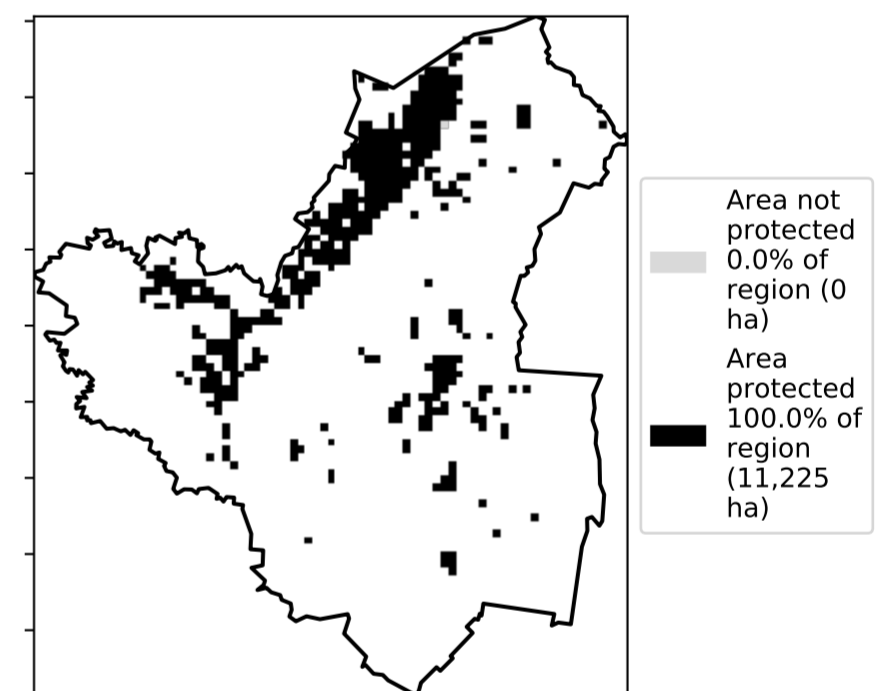 Area not
protected
0.0% of
region (0
ha)
Area
protected
100.0% of
region
(11,225
ha)